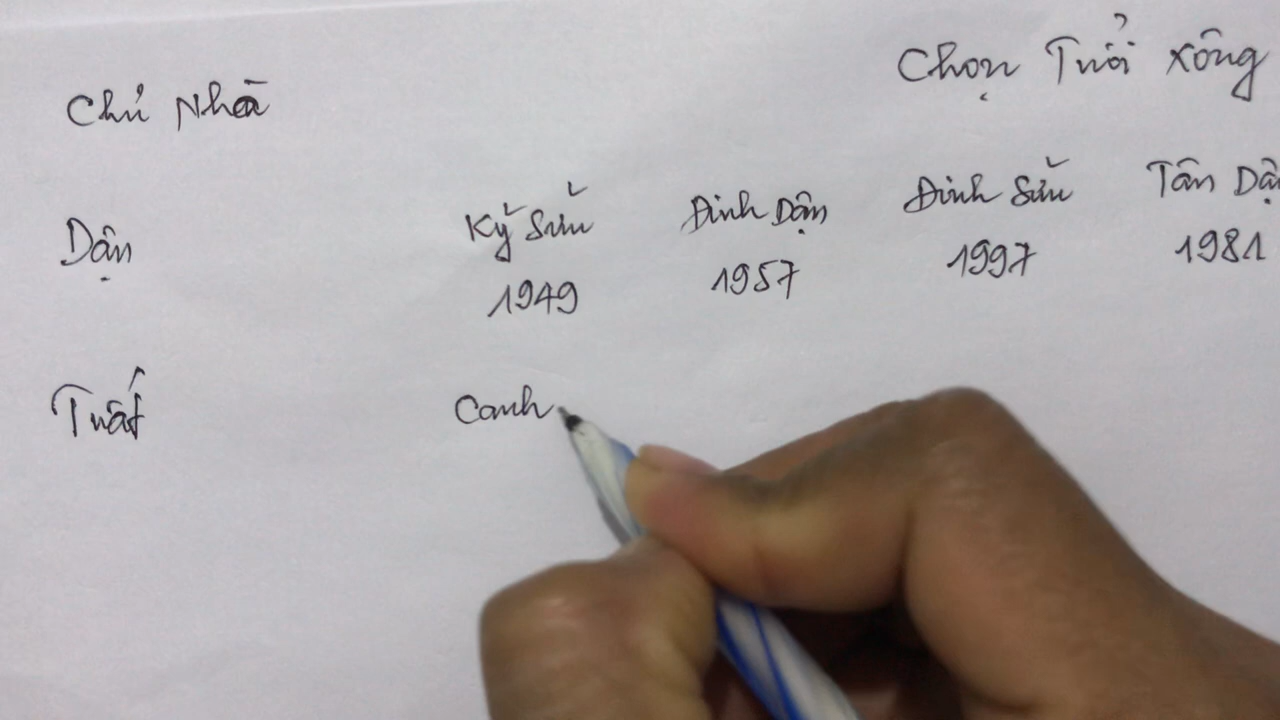 Chủ Nhà
Chọn Tuổi Xông
Dậu
Kỷ Sửu Đinh Dậu Đinh Sửu Tân Dậ
1949 1957 1997 1981
Tuất Canh